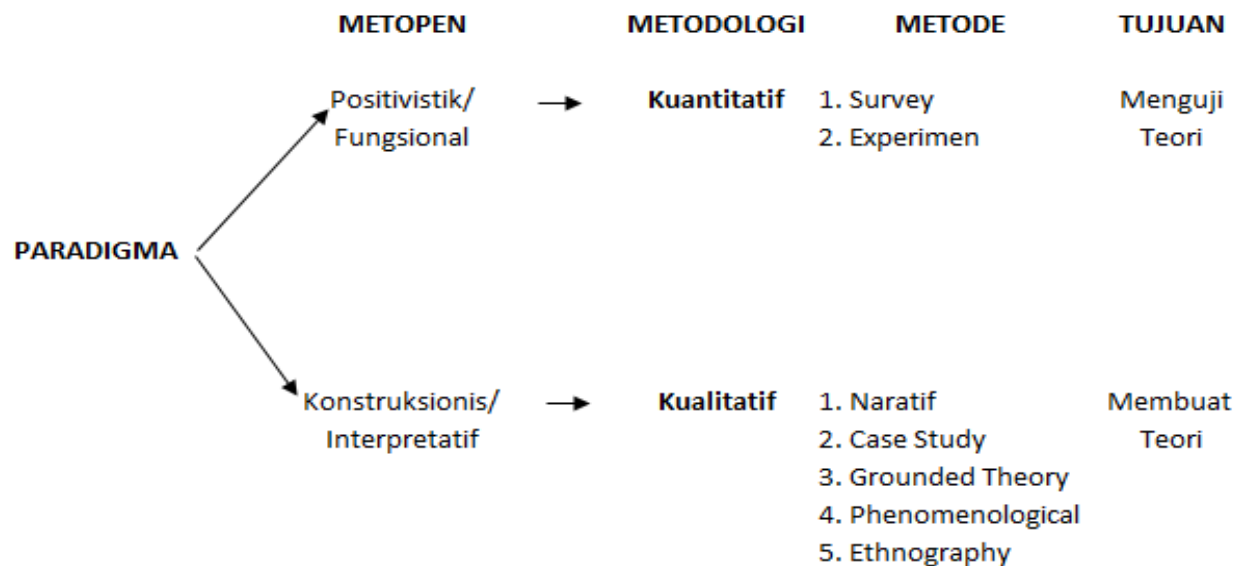 METOPEN METODOLOGI METODE TUJUAN
Positivistik/ Kuantitatif 1. Survey Menguji
Fungsional 2. Experimen Teori
PARADIGMA
Konstruksionis/ Kualitatif 1. Naratif Membuat
Interpretatif 2. Case Study Teori
3. Grounded Theory
4. Phenomenological
5. Ethnography